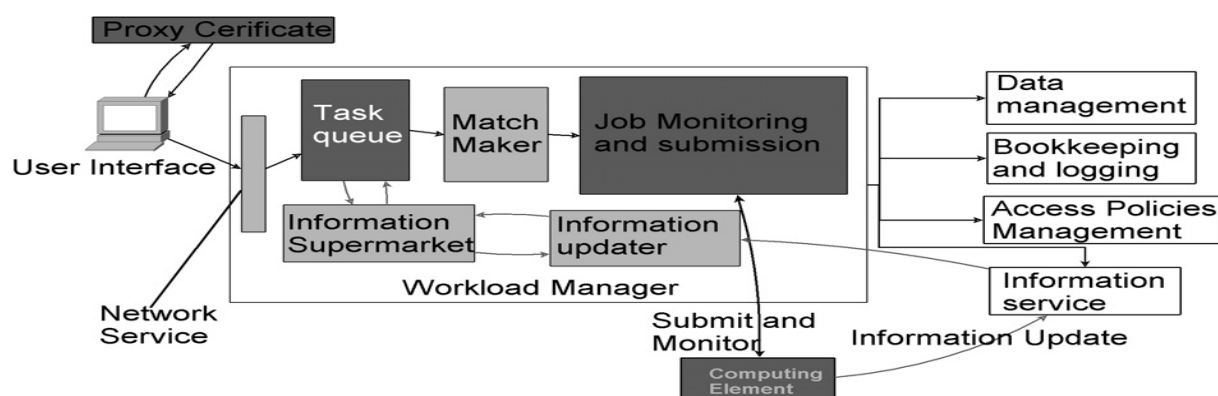 Proxy Cerificate
User Interface
Task
queue
Match
Maker
Job Monitoring
and submission
Information
Supermarket
Information
updater
Workload Manager
Network
Service
Submit and
Monitor
Computing
Element
Information Update
Data
management
Bookkeeping
and logging
Access Policies
Management
Information
service